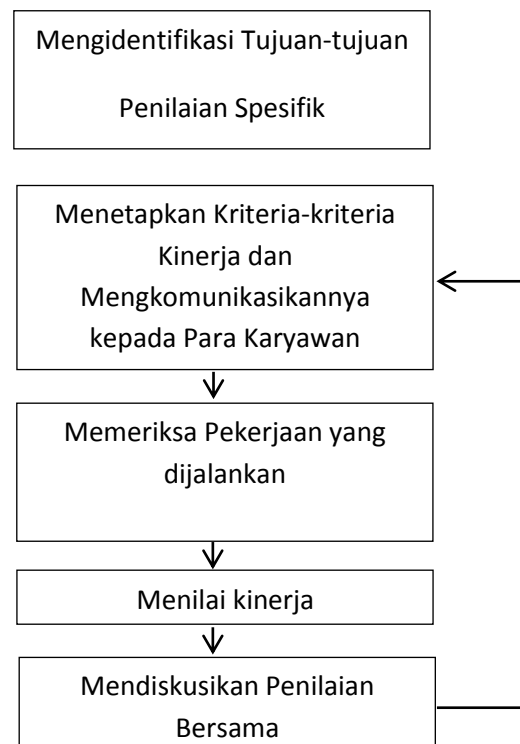 Mengidentifikasi Tujuan-tujuan
Penilaian Spesifik
Menetapkan Kriteria-kriteria
Kinerja dan
Mengkomunikasikannya
kepada Para Karyawan
Memeriksa Pekerjaan yang
dijalankan
Menilai kinerja
Mendiskusikan Penilaian
Bersama